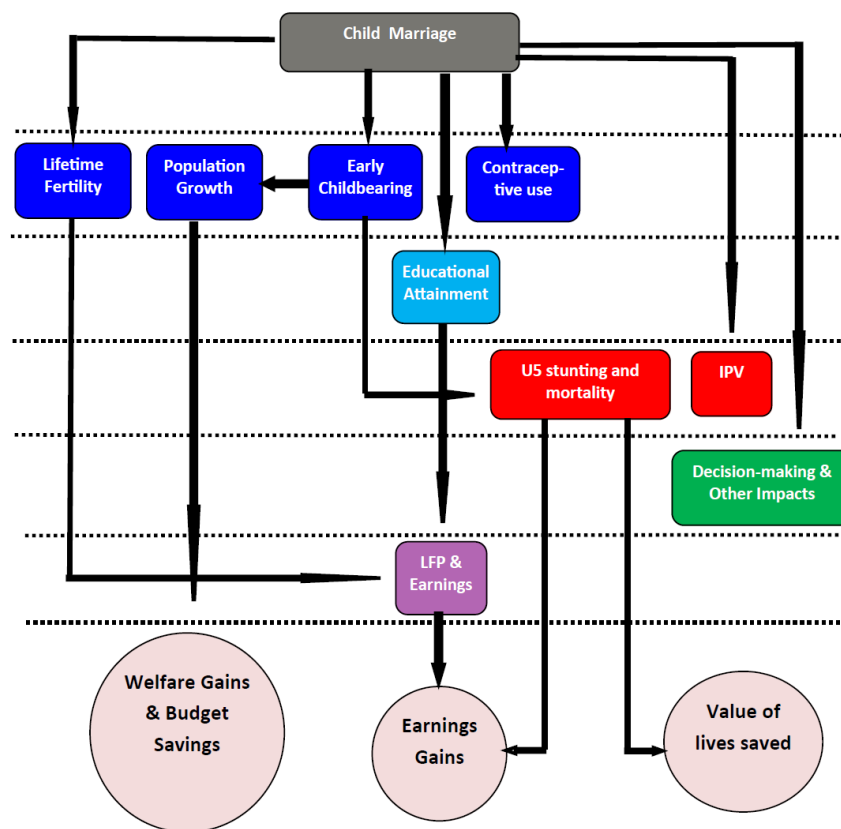 Child Marriage
Lifetime
Fertility
Population
Growth
Early
Childbearing
Contracep-
tive use
Educational
Attainment
U5 stunting and
mortality
IPV
Decision-making &
Other Impacts
LFP &
Earnings
Welfare Gains
& Budget
Savings
Earnings
Gains
Value of
lives saved